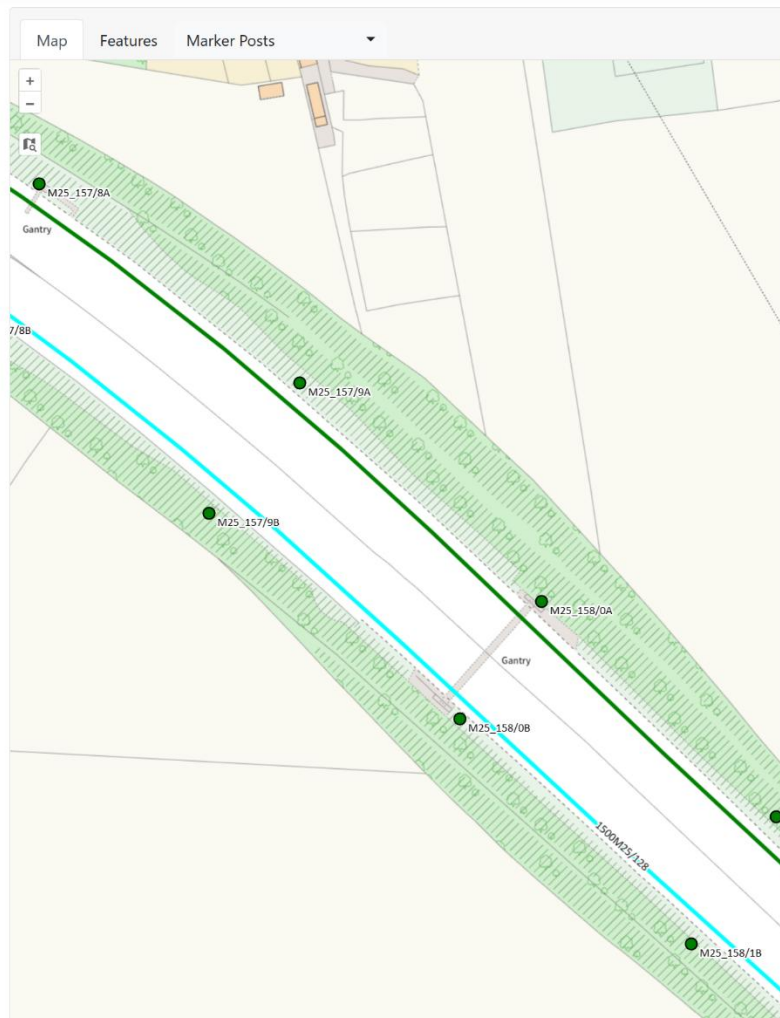 Map Features Marker Posts
+
−
M25_157/8A
Gantry
7/8B
M25_157/9A
M25_157/9B
M25_158/0A
Gantry
M25_158/0B
1500M25/128
M25_158/1B